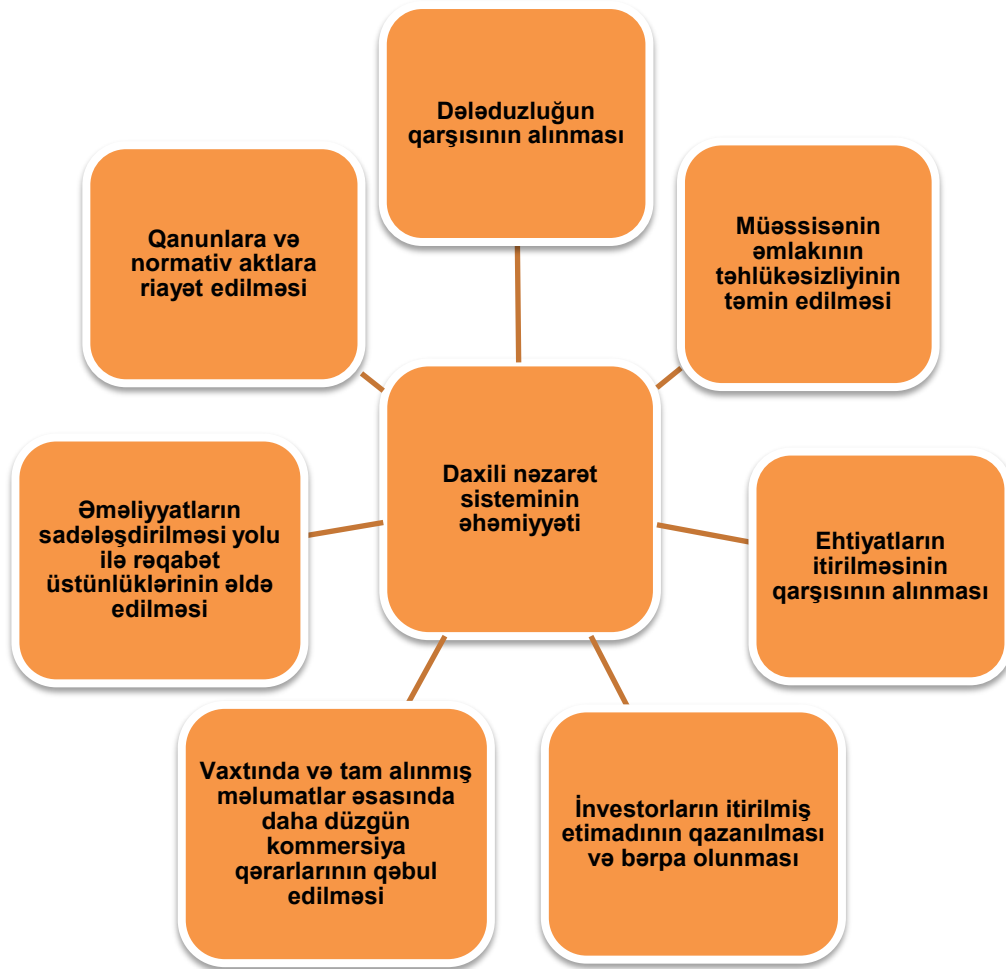 Dələduzluğun
qarşısının alınması
Müəssisənin
əmlakının
təhlükəsizliyinin
təmin edilməsi
Ehtiyatların
itirilməsinin
qarşısının alınması
İnvestorların itirilmiş
etimadının qazanılması
və bərpa olunması
Vaxtında və tam alınmış
məlumatlar əsasında
daha düzgün
kommersiya
qərarlarının qəbul
edilməsi
Əməliyyatların
sadələşdirilməsi yolu
ilə rəqabət
üstünlüklərinin əldə
edilməsi
Qanunlara və
normativ aktlara
riayət edilməsi
Daxili nəzarət
sisteminin
əhəmiyyəti